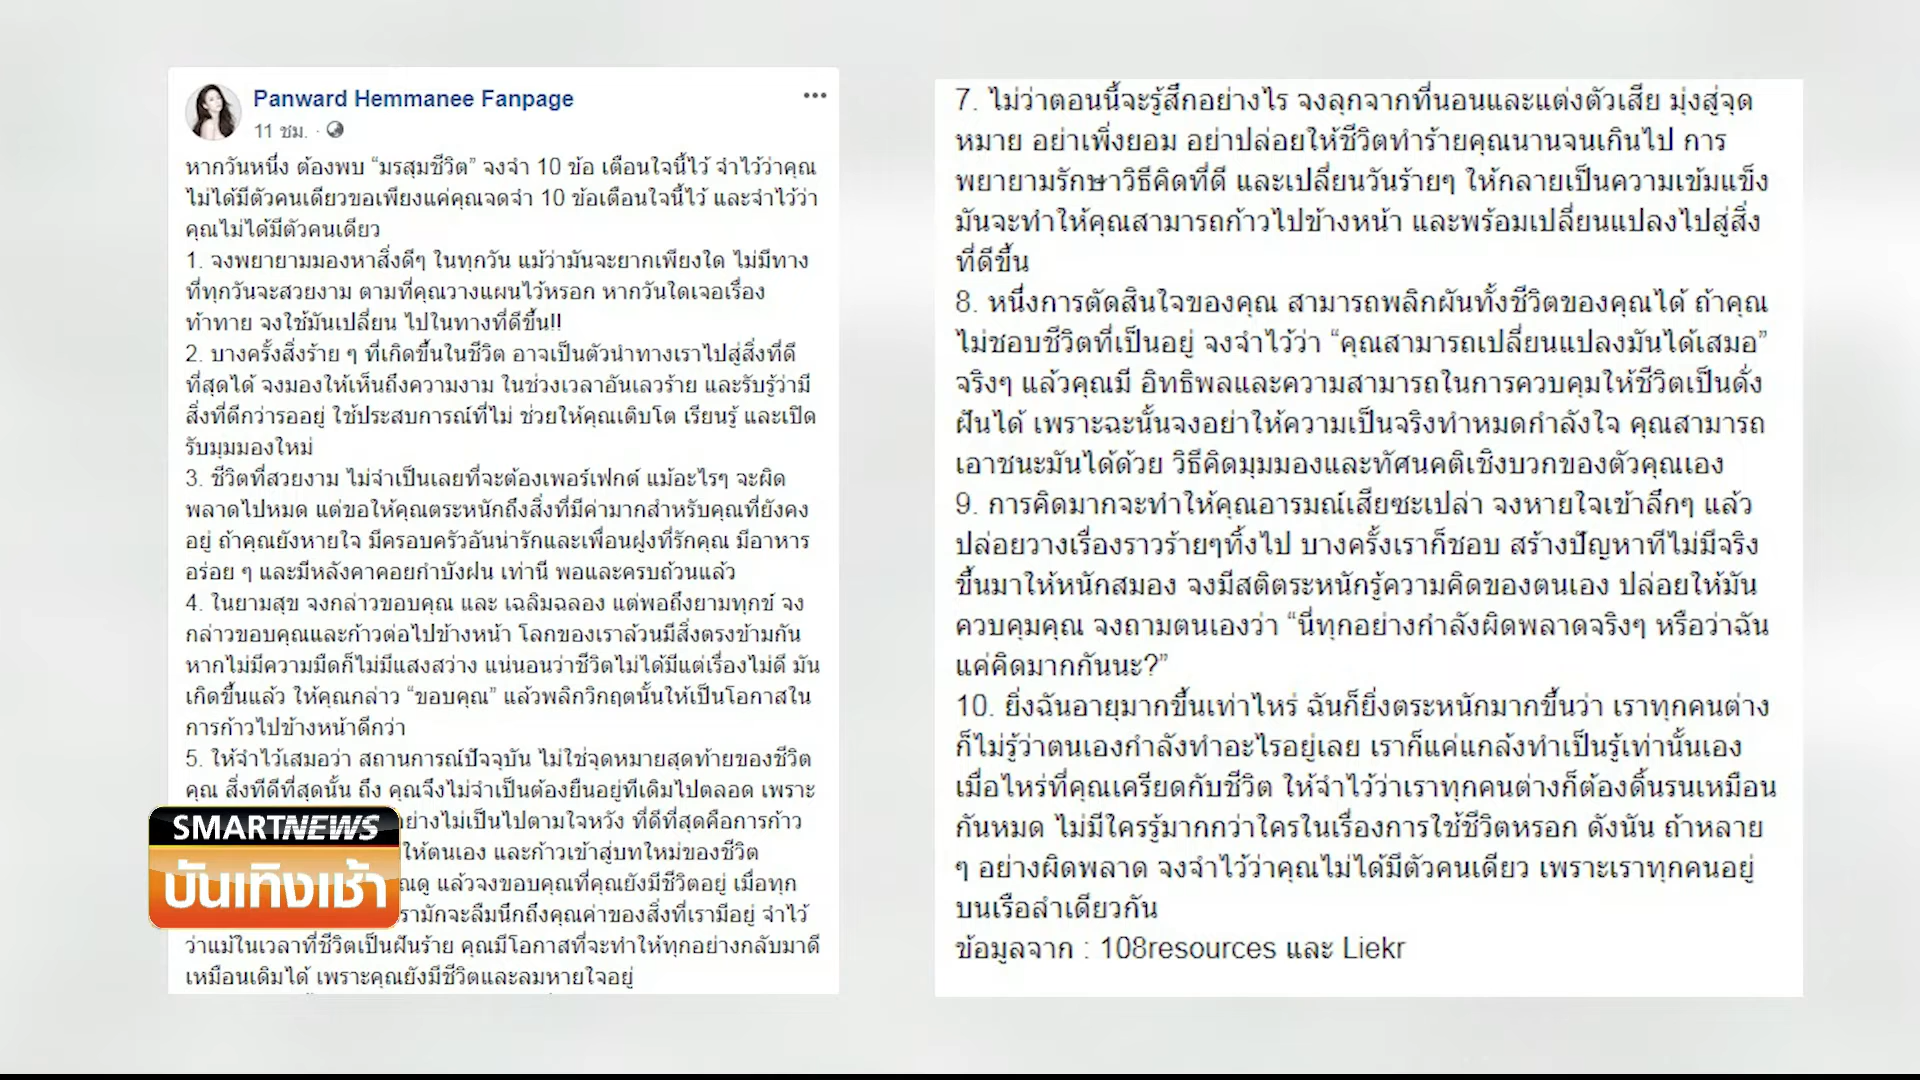 Panward Hemmanee Fanpage
11 ชม.
หากวันหนึ่ง ต้องพบ “มรสุมชีวิต” จงจำ 10 ข้อ เตือนใจนี้ไว้ จำไว้ว่าคุณ
ไม่ได้มีตัวคนเดียวขอเพียงแค่คุณจดจำ 10 ข้อเตือนใจนี้ไว้ และจำไว้ว่า
คุณไม่ได้มีตัวคนเดียว
1. จงพยายามมองหาสิ่งดีๆ ในทุกวัน แม้ว่ามันจะยากเพียงใด ไม่มีทาง
ที่ทุกวันจะสวยงาม ตามที่คุณวางแผนไว้หรอก หากวันใดเจอเรื่อง
ท้าทาย จงใช้มันเปลี่ยน ไปในทางที่ดีขึ้น!!
2. บางครั้งสิ่งร้าย ๆ ที่เกิดขึ้นในชีวิต อาจเป็นตัวนำทางเราไปสู่สิ่งที่ดี
ที่สุดได้ จงมองให้เห็นถึงความงาม ในช่วงเวลาอันเลวร้าย และรับรู้ว่ามี
สิ่งที่ดีกว่ารออยู่ ใช้ประสบการณ์ที่ไม่ ช่วยให้คุณเติบโต เรียนรู้ และเปิด
รับมุมมองใหม่
3. ชีวิตที่สวยงาม ไม่จำเป็นเลยที่จะต้องเพอร์เฟกต์ แม้อะไรๆ จะผิด
พลาดไปหมด แต่ขอให้คุณตระหนักถึงสิ่งที่มีค่ามากสำหรับคุณที่ยังคง
อยู่ ถ้าคุณยังหายใจ มีครอบครัวอันน่ารักและเพื่อนฝูงที่รักคุณ มีอาหาร
อร่อย ๆ และมีหลังคาคอยกำบังฝน เท่านี้ พอและครบถ้วนแล้ว
4. ในยามสุข จงกล่าวขอบคุณ และ เฉลิมฉลอง แต่พอถึงยามทุกข์ จง
กล่าวขอบคุณและก้าวต่อไปข้างหน้า โลกของเราล้วนมีสิ่งตรงข้ามกัน
หากไม่มีความมืดก็ไม่มีแสงสว่าง แน่นอนว่าชีวิตไม่ได้มีแต่เรื่องไม่ดี มัน
เกิดขึ้นแล้ว ให้คุณกล่าว “ขอบคุณ” แล้วพลิกวิกฤตนั้นให้เป็นโอกาสใน
การก้าวไปข้างหน้าดีกว่า
5. ให้จำไว้เสมอว่า สถานการณ์ปัจจุบัน ไม่ใช่จุดหมายสุดท้ายของชีวิต
คุณ สิ่งที่ดีที่สุดนั้น ถึง คุณจึงไม่จำเป็นต้องยืนอยู่ที่เดิมไปตลอด เพราะ
ย่างไม่เป็นไปตามใจหวัง ที่ดีที่สุดคือการก้าว
ให้ตนเอง และก้าวเข้าสู่บทใหม่ของชีวิต
ณดู แล้วจงขอบคุณที่คุณยังมีชีวิตอยู่ เมื่อทุก
รามักจะลืมนึกถึงคุณค่าของสิ่งที่เรามีอยู่ จำไว้
ว่าแม้ในเวลาที่ชีวิตเป็นฝันร้าย คุณมีโอกาสที่จะทำให้ทุกอย่างกลับมาดี
เหมือนเดิมได้ เพราะคุณยังมีชีวิตและลมหายใจอยู่
SMARTNEWS
บันเทิงเช้า
7. ไม่ว่าตอนนี้จะรู้สึกอย่างไร จงลุกจากที่นอนและแต่งตัวเสีย มุ่งสู่จุด
หมาย อย่าเพิ่งยอม อย่าปล่อยให้ชีวิตทำร้ายคุณนานจนเกินไป การ
พยายามรักษาวิธีคิดที่ดี และเปลี่ยนวันร้ายๆ ให้กลายเป็นความเข้มแข็ง
มันจะทำให้คุณสามารถก้าวไปข้างหน้า และพร้อมเปลี่ยนแปลงไปสู่สิ่ง
ที่ดีขึ้น
8. หนึ่งการตัดสินใจของคุณ สามารถพลิกผันทั้งชีวิตของคุณได้ ถ้าคุณ
ไม่ชอบชีวิตที่เป็นอยู่ จงจำไว้ว่า “คุณสามารถเปลี่ยนแปลงมันได้เสมอ”
จริงๆ แล้วคุณมี อิทธิพลและความสามารถในการควบคุมให้ชีวิตเป็นดั่ง
ฝันได้ เพราะฉะนั้นจงอย่าให้ความเป็นจริงทำหมดกำลังใจ คุณสามารถ
เอาชนะมันได้ด้วย วิธีคิดมุมมองและทัศนคติเชิงบวกของตัวคุณเอง
9. การคิดมากจะทำให้คุณอารมณ์เสียซะเปล่า จงหายใจเข้าลึกๆ แล้ว
ปล่อยวางเรื่องราวร้ายๆทิ้งไป บางครั้งเราก็ชอบ สร้างปัญหาที่ไม่มีจริง
ขึ้นมาให้หนักสมอง จงมีสติตระหนักรู้ความคิดของตนเอง ปล่อยให้มัน
ควบคุมคุณ จงถามตนเองว่า “นี่ทุกอย่างกำลังผิดพลาดจริงๆ หรือว่าฉัน
แค่คิดมากกันนะ?”
10. ยิ่งฉันอายุมากขึ้นเท่าไหร่ ฉันก็ยิ่งตระหนักมากขึ้นว่า เราทุกคนต่าง
ก็ไม่รู้ว่าตนเองกำลังทำอะไรอยู่เลย เราก็แค่แกล้งทำเป็นรู้เท่านั้นเอง
เมื่อไหร่ที่คุณเครียดกับชีวิต ให้จำไว้ว่าเราทุกคนต่างก็ต้องดิ้นรนเหมือน
กันหมด ไม่มีใครรู้มากกว่าใครในเรื่องการใช้ชีวิตหรอก ดังนั้น ถ้าหลาย
ๆ อย่างผิดพลาด จงจำไว้ว่าคุณไม่ได้มีตัวคนเดียว เพราะเราทุกคนอยู่
บนเรือลำเดียวกัน
ข้อมูลจาก : 108resources และ Liekr